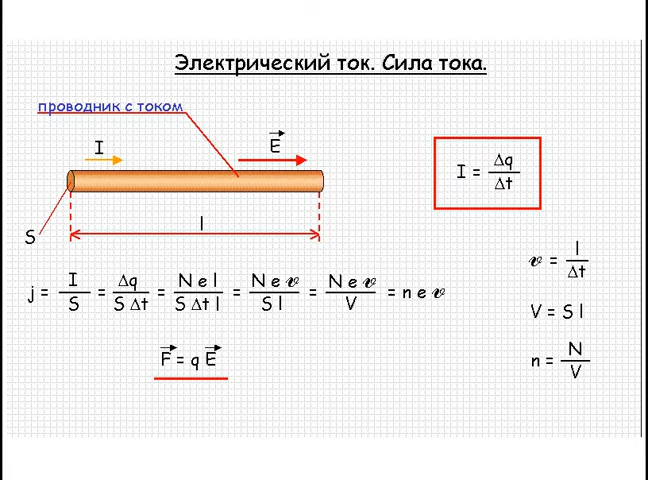 Электрический ток. Сила тока.
проводник с током
I
E
I = Δq / Δt
l
S
v = l / Δt
j = I / S = Δq / S Δt = N e l / S Δt l = N e v / S l = N e v / V = n e v
V = S l
F = q E
n = N / V